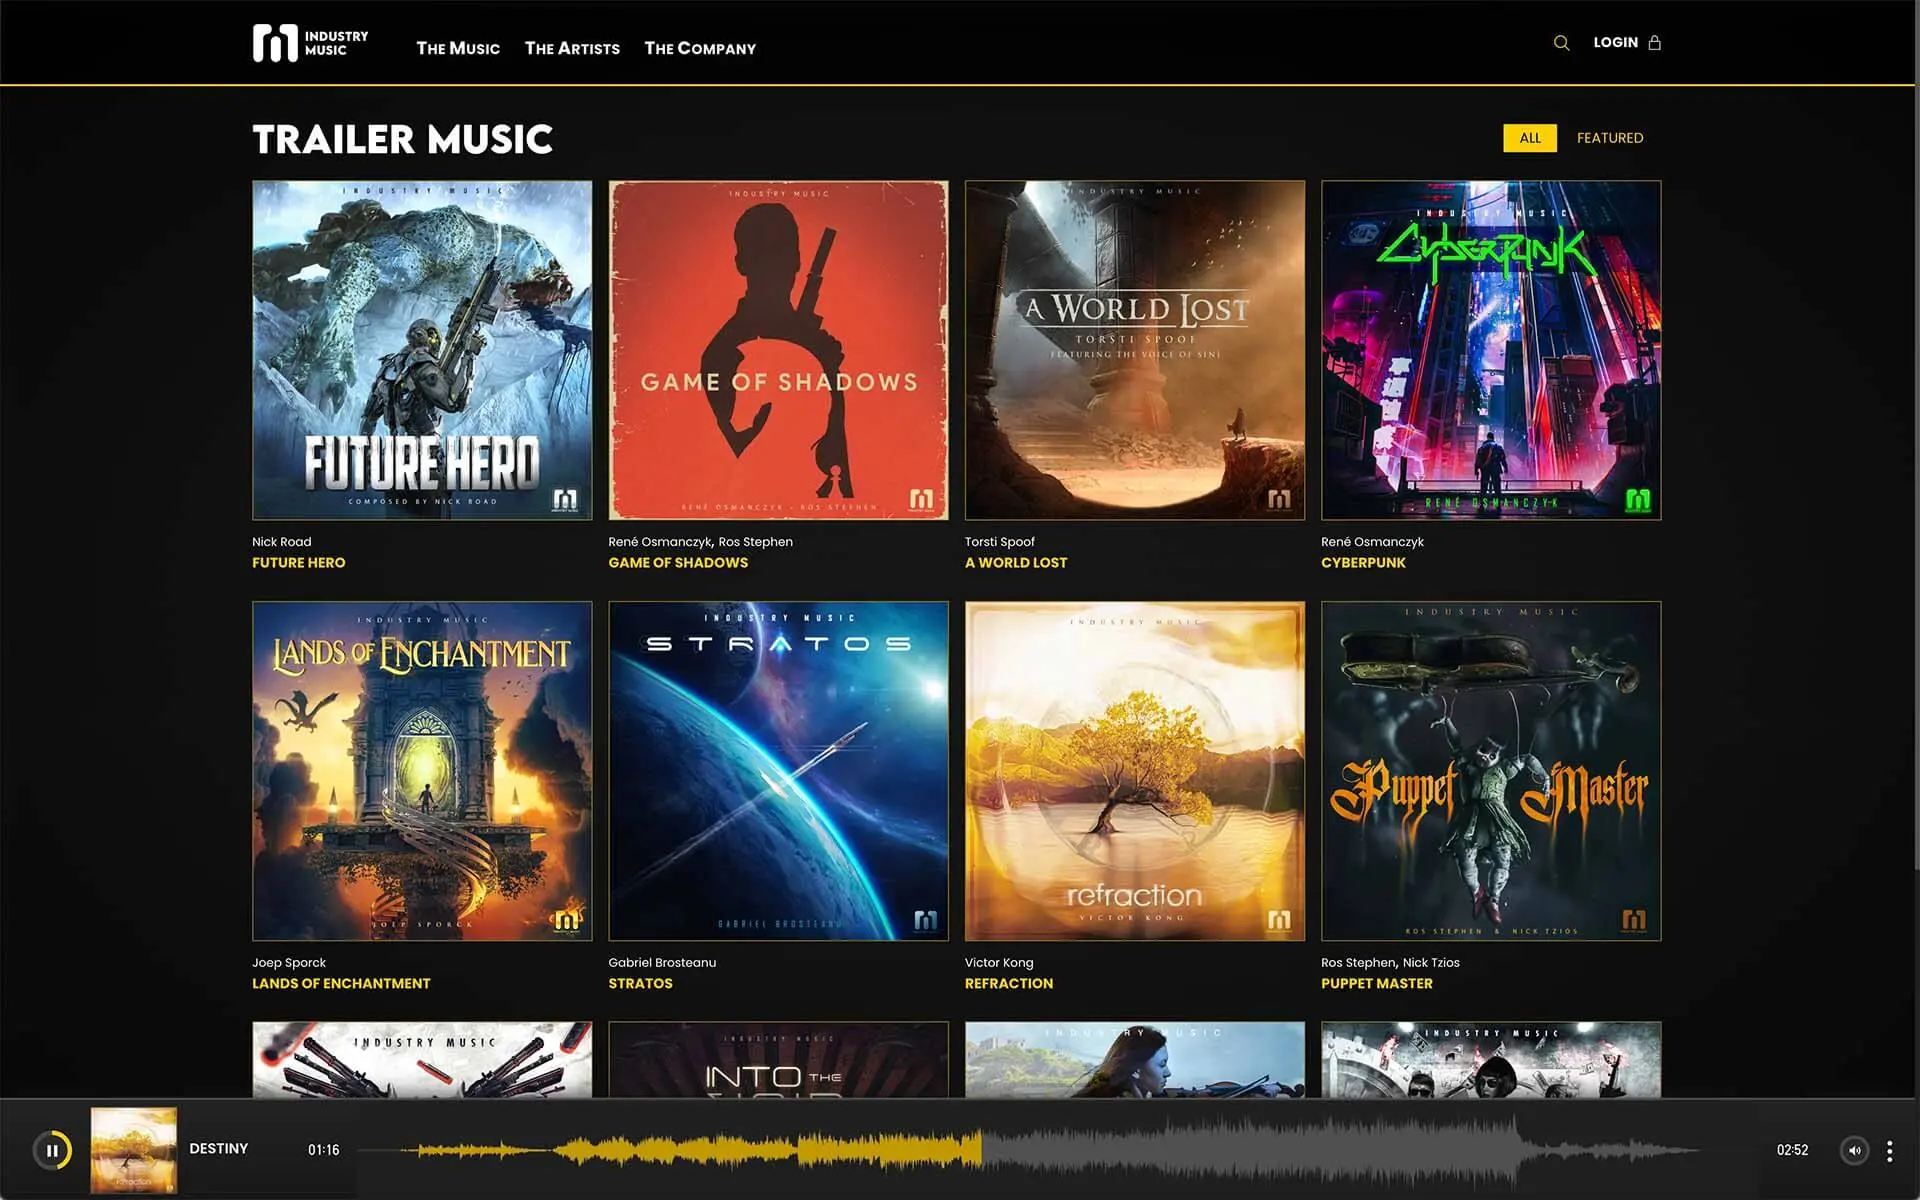 INDUSTRY
MUSIC
THE MUSIC
THE ARTISTS
THE COMPANY
LOGIN
TRAILER MUSIC
ALL
FEATURED
INDUSTRY MUSIC
FUTURE HERO
COMPOSED BY NICK ROAD
INDUSTRY MUSIC
GAME OF SHADOWS
RENÉ OSMANCZYK - ROS STEPHEN
INDUSTRY MUSIC
A WORLD LOST
TORSTI SPOOF
FEATURING THE VOICE OF SINI
INDUSTRY MUSIC
CYBERPUNK
RENÉ OSMANCZYK
Nick Road
FUTURE HERO
René Osmanczyk, Ros Stephen
GAME OF SHADOWS
Torsti Spoof
A WORLD LOST
René Osmanczyk
CYBERPUNK
INDUSTRY MUSIC
LANDS OF ENCHANTMENT
JOEP SPORCK
INDUSTRY MUSIC
STRATOS
GABRIEL BROSTEANU
INDUSTRY MUSIC
refraction
VICTOR KONG
INDUSTRY MUSIC
Puppet Master
ROS STEPHEN & NICK TZIOS
Joep Sporck
LANDS OF ENCHANTMENT
Gabriel Brosteanu
STRATOS
Victor Kong
REFRACTION
Ros Stephen, Nick Tzios
PUPPET MASTER
INDUSTRY MUSIC
INDUSTRY MUSIC
INTO THE
INDUSTRY MUSIC
INDUSTRY MUSIC
refraction
DESTINY
01:16
02:52